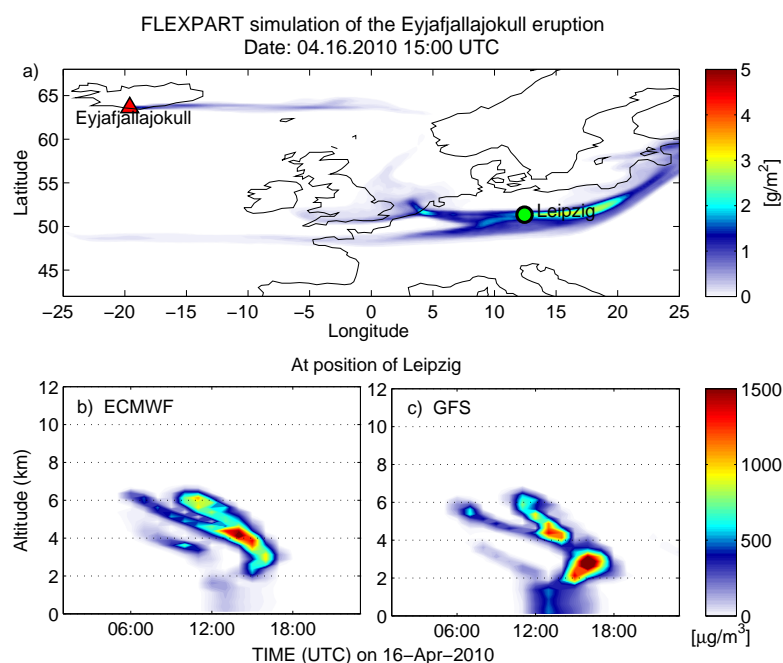 FLEXPART simulation of the Eyjafjallajokull eruption
Date: 04.16.2010 15:00 UTC
a)
65
60
55
50
45
Latitude
Eyjafjallajokull
Leipzig
−25 −20 −15 −10 −5 0 5 10 15 20 25
Longitude
5
4
3
2
1
0
[g/m²]
At position of Leipzig
12
10
8
6
4
2
0
Altitude (km)
b) ECMWF
06:00 12:00 18:00
12
10
8
6
4
2
0
c) GFS
06:00 12:00 18:00
TIME (UTC) on 16−Apr−2010
1500
1000
500
0
[µg/m³]